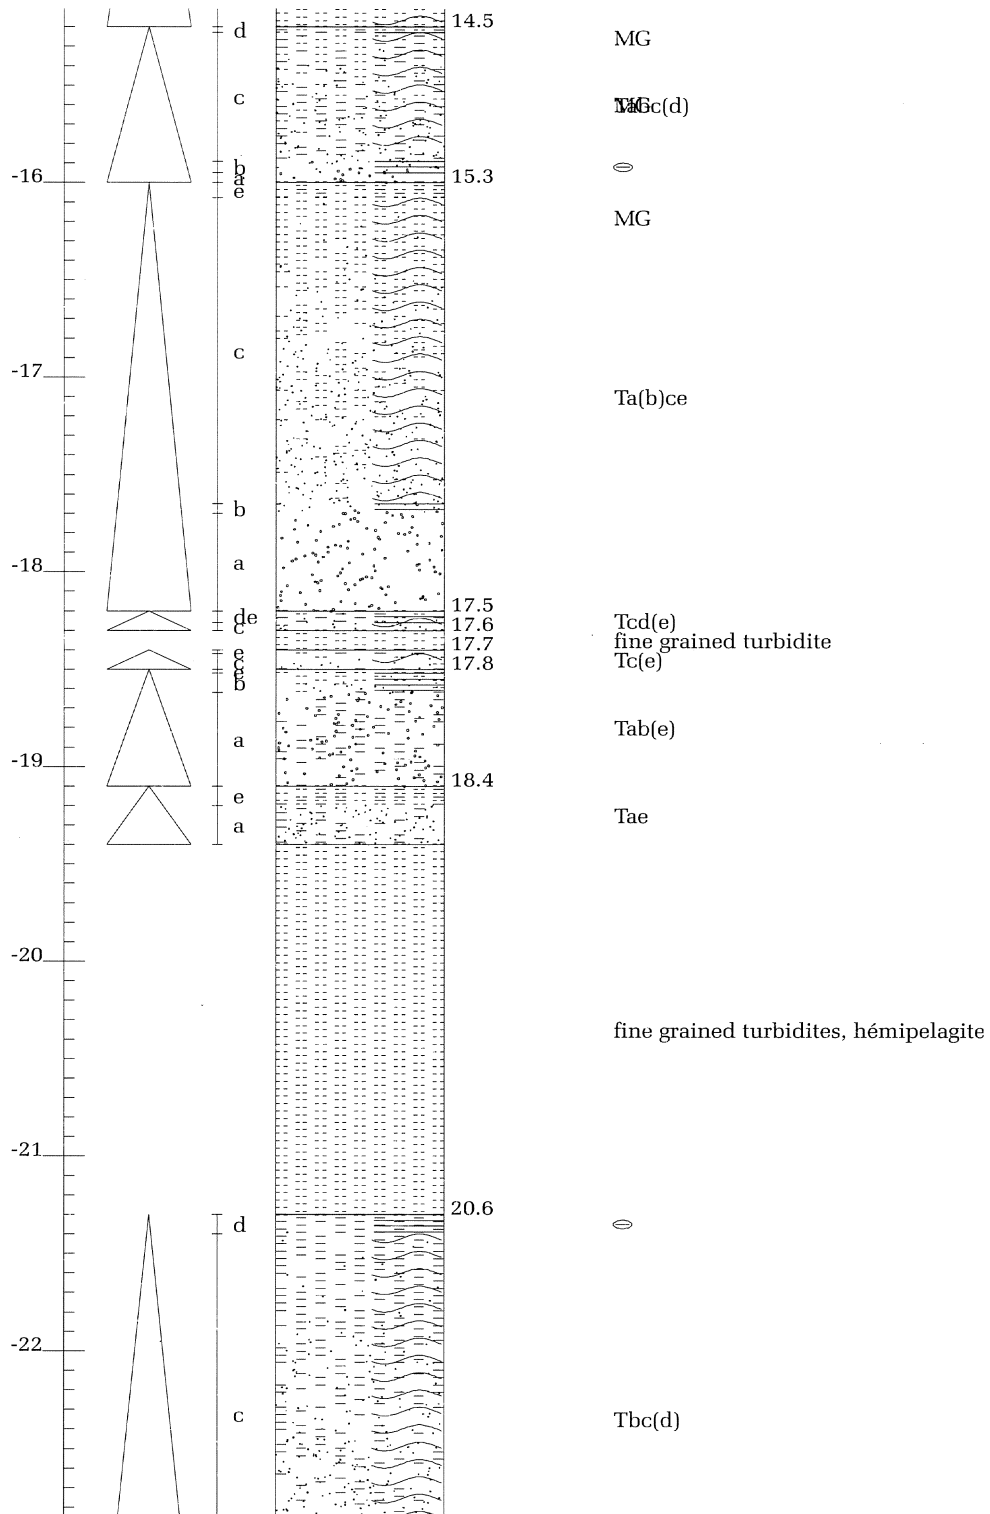 14.5
d
MG
c
Tabc(d)
b
a
-16
15.3
e
MG
c
-17
Ta(b)ce
b
a
-18
17.5
de
Tcd(e)
17.6
c
17.7
fine grained turbidite
e
17.8
Tc(e)
c
e
b
Tab(e)
a
-19
18.4
e
Tae
a
-20
fine grained turbidites, hémipelagite
-21
20.6
d
-22
c
Tbc(d)